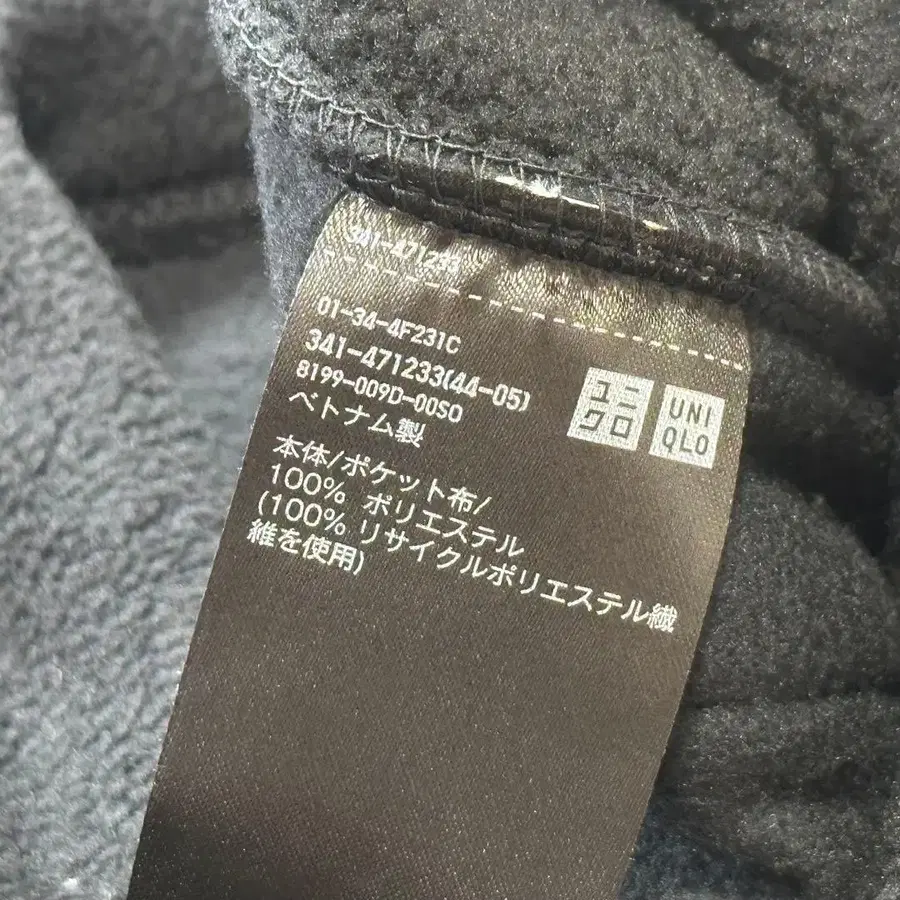 341-471233
01-34-4F231C
341-471233(44-05)
8199-009D-00SO
ベトナム製
ユニクロ
UNIQLO
本体/ポケット布/
100% ポリエステル
(100% リサイクルポリエステル繊
維を使用)